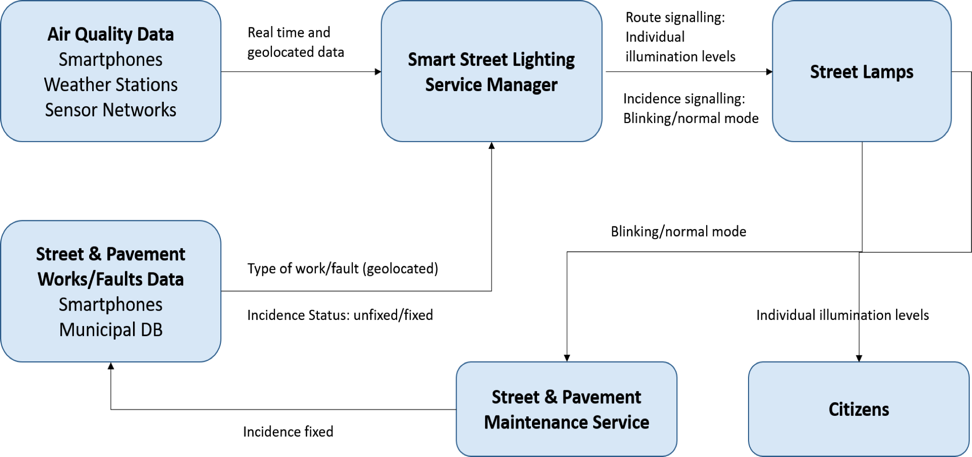 Air Quality Data
Smartphones
Weather Stations
Sensor Networks
Real time and
geolocated data
Smart Street Lighting
Service Manager
Route signalling:
Individual
illumination levels
Incidence signalling:
Blinking/normal mode
Street Lamps
Street & Pavement
Works/Faults Data
Smartphones
Municipal DB
Type of work/fault (geolocated)
Incidence Status: unfixed/fixed
Blinking/normal mode
Individual illumination levels
Street & Pavement
Maintenance Service
Citizens
Incidence fixed